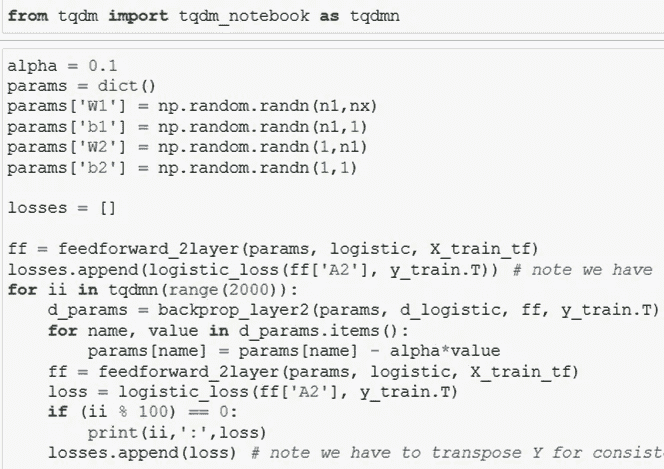 from tqdm import tqdm_notebook as tqdmn
alpha = 0.1
params = dict()
params['W1'] = np.random.randn(n1,nx)
params['b1'] = np.random.randn(n1,1)
params['W2'] = np.random.randn(1,n1)
params['b2'] = np.random.randn(1,1)
losses = []
ff = feedforward_2layer(params, logistic, X_train_tf)
losses.append(logistic_loss(ff['A2'], y_train.T)) # note we have
for ii in tqdmn(range(2000)):
    d_params = backprop_layer2(params, d_logistic, ff, y_train.T)
    for name, value in d_params.items():
        params[name] = params[name] - alpha*value
    ff = feedforward_2layer(params, logistic, X_train_tf)
    loss = logistic_loss(ff['A2'], y_train.T)
    if (ii % 100) == 0:
        print(ii,':',loss)
    losses.append(loss) # note we have to transpose Y for consist